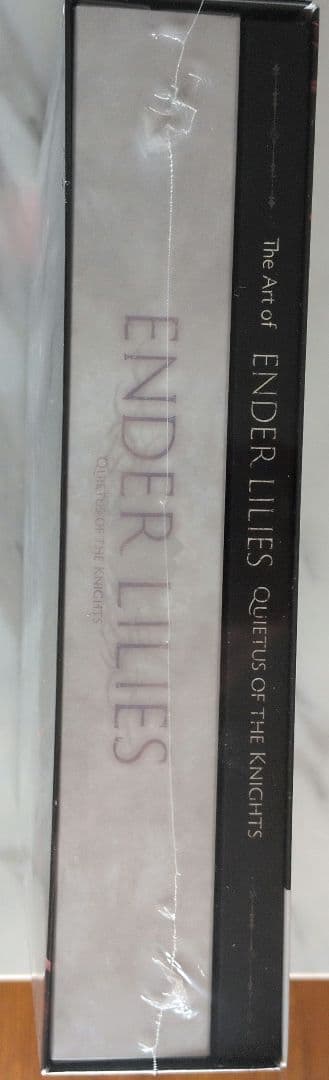 The Art of ENDER LILIES QUIETUS OF THE KNIGHTS
ENDER LILIES
QUIETUS OF THE KNIGHTS